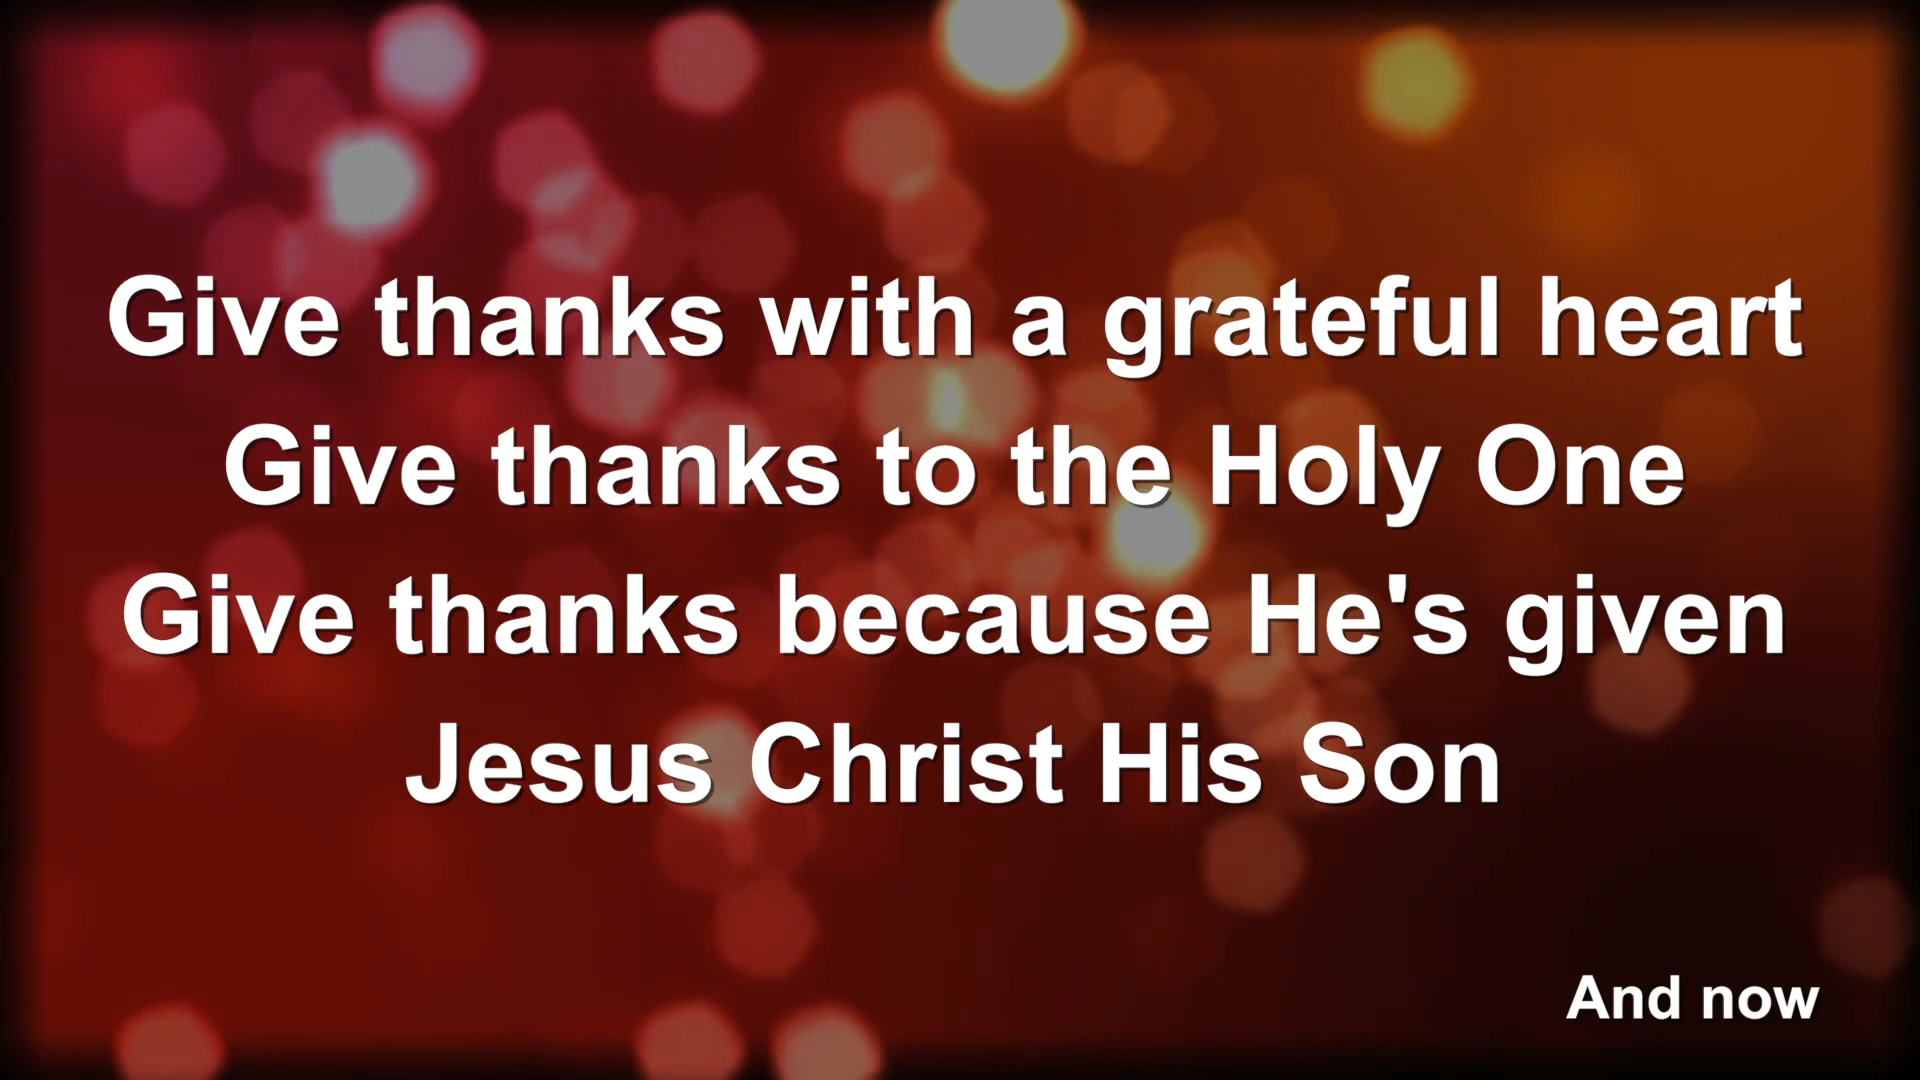 Give thanks with a grateful heart
Give thanks to the Holy One
Give thanks because He's given
Jesus Christ His Son
And now